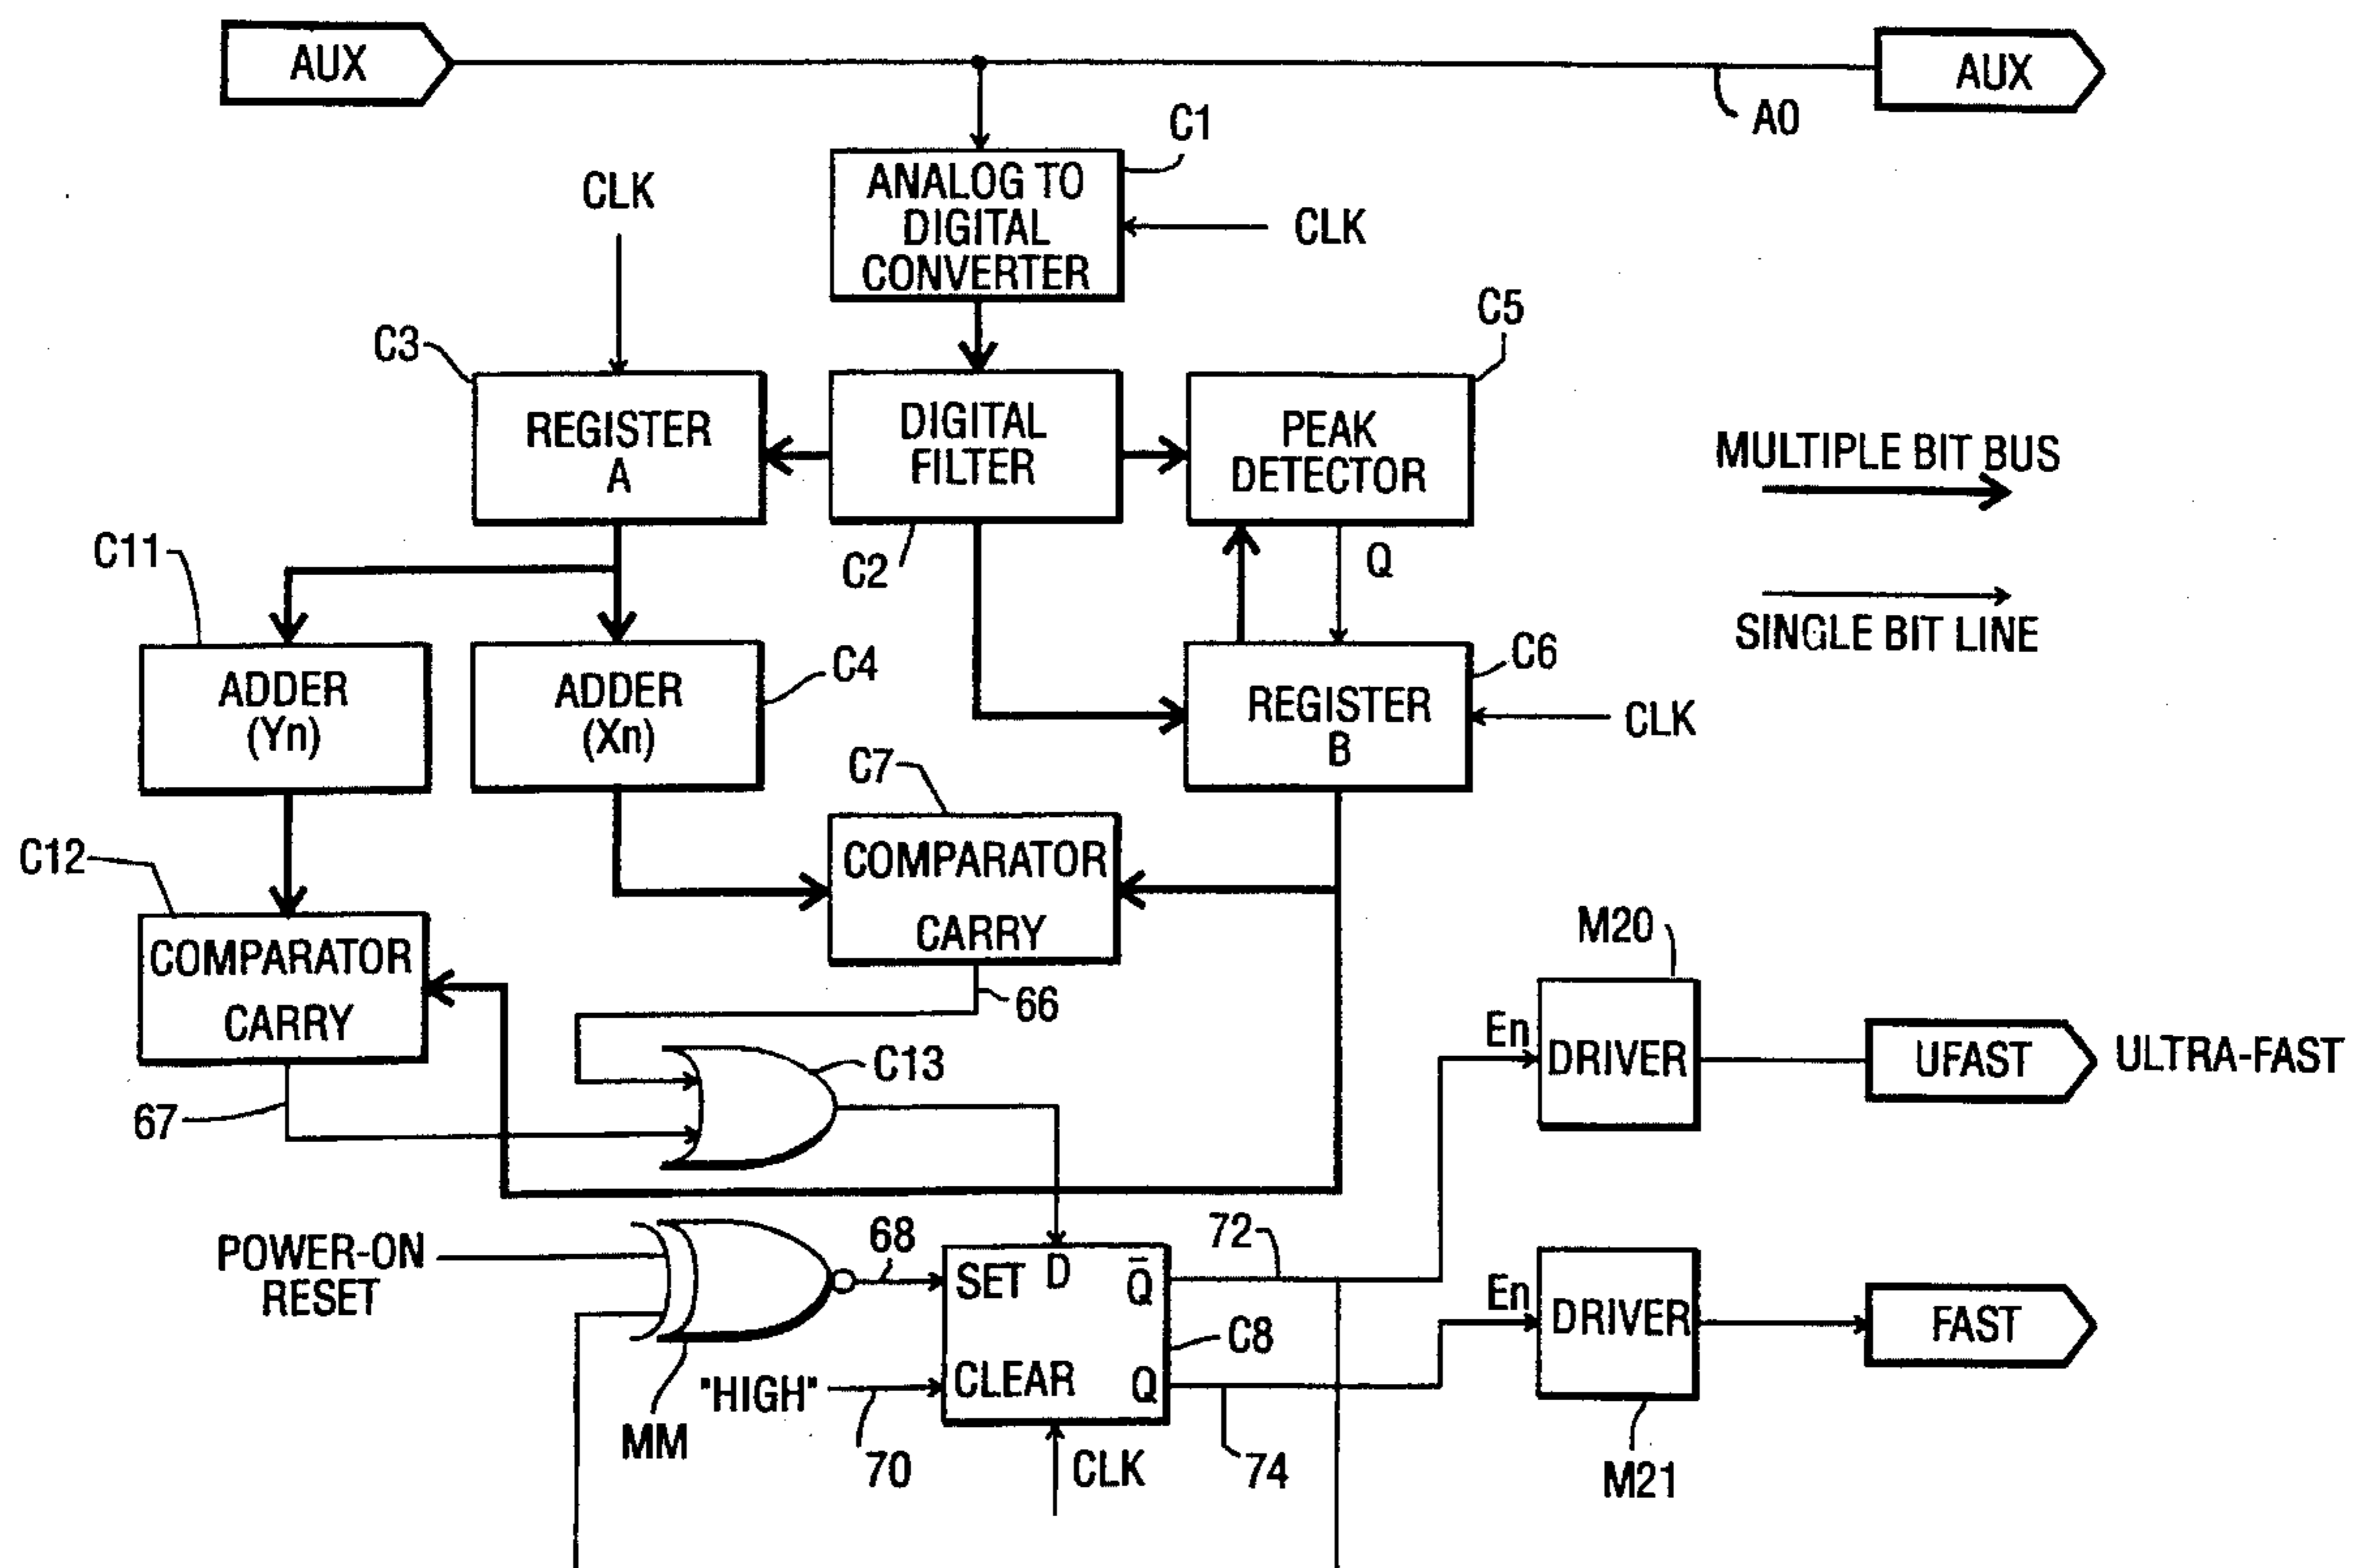 AUX
AUX
A0
C1
ANALOG TO
DIGITAL
CONVERTER
CLK
CLK
C3
C5
REGISTER
A
DIGITAL
FILTER
PEAK
DETECTOR
MULTIPLE BIT BUS
SINGLE BIT LINE
C11
C2
Q
ADDER
(Yn)
ADDER
(Xn)
C4
REGISTER
B
C6
CLK
C7
COMPARATOR
CARRY
C12
COMPARATOR
CARRY
66
67
C13
M20
En
DRIVER
UFAST
ULTRA-FAST
POWER-ON
RESET
MM
68
SET
D
Q̄
72
C8
"HIGH"
70
CLEAR
Q
74
CLK
En
DRIVER
FAST
M21